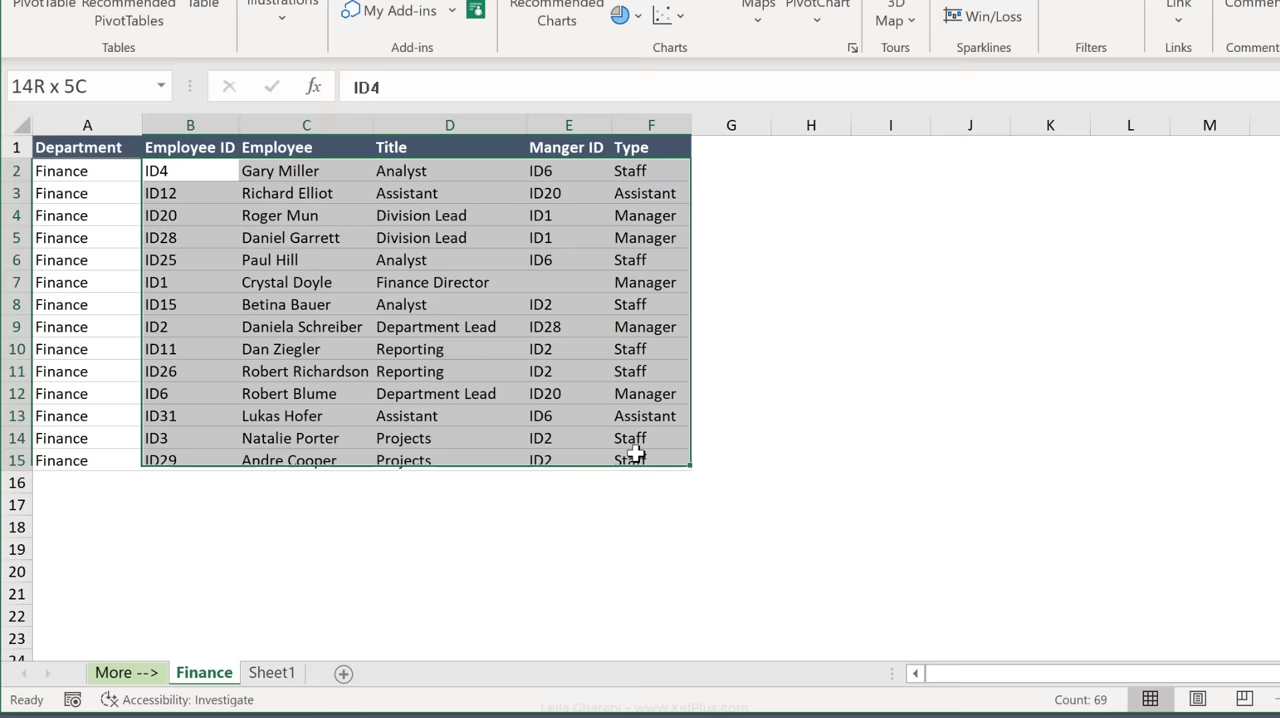 PivotTable Recommended Table
PivotTables
Tables
Illustrations
My Add-ins
Add-ins
Recommended
Charts
Maps PivotChart
Charts
3D
Map
Tours
Win/Loss
Sparklines
Filters
Link
Links
Comment
14R x 5C fx ID4
A B C D E F G H I J K L M
1 Department Employee ID Employee Title Manger ID Type
2 Finance ID4 Gary Miller Analyst ID6 Staff
3 Finance ID12 Richard Elliot Assistant ID20 Assistant
4 Finance ID20 Roger Mun Division Lead ID1 Manager
5 Finance ID28 Daniel Garrett Division Lead ID1 Manager
6 Finance ID25 Paul Hill Analyst ID6 Staff
7 Finance ID1 Crystal Doyle Finance Director Manager
8 Finance ID15 Betina Bauer Analyst ID2 Staff
9 Finance ID2 Daniela Schreiber Department Lead ID28 Manager
10 Finance ID11 Dan Ziegler Reporting ID2 Staff
11 Finance ID26 Robert Richardson Reporting ID2 Staff
12 Finance ID6 Robert Blume Department Lead ID20 Manager
13 Finance ID31 Lukas Hofer Assistant ID6 Assistant
14 Finance ID3 Natalie Porter Projects ID2 Staff
15 Finance ID29 Andre Cooper Projects ID2 Staff
16
17
18
19
20
21
22
23
24
More --> Finance Sheet1
Ready Accessibility: Investigate Count: 69
Leila Gharani - www.XelPlus.com